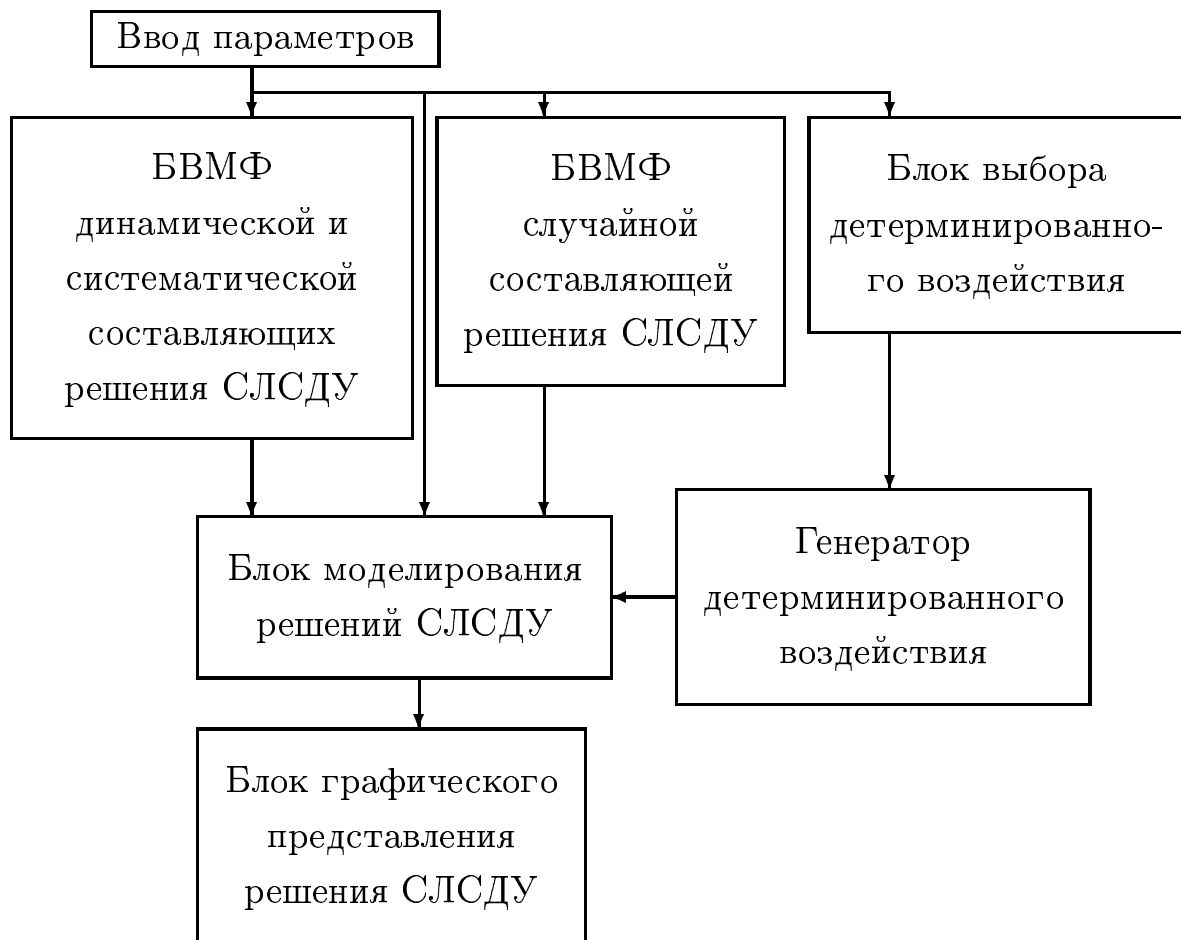 Ввод параметров
БВМФ
динамической и
систематической
составляющих
решения СЛСДУ
БВМФ
случайной
составляющей
решения СЛСДУ
Блок выбора
детерминированно-
го воздействия
Блок моделирования
решений СЛСДУ
Генератор
детерминированного
воздействия
Блок графического
представления
решения СЛСДУ